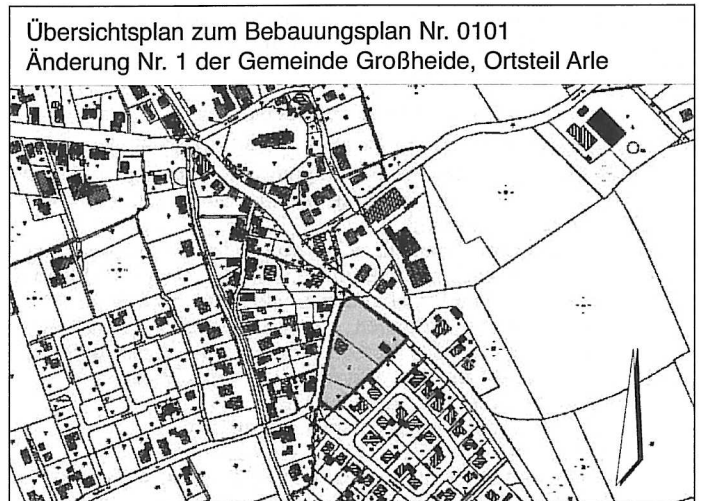 Übersichtsplan zum Bebauungsplan Nr. 0101
Änderung Nr. 1 der Gemeinde Großheide, Ortsteil Arle